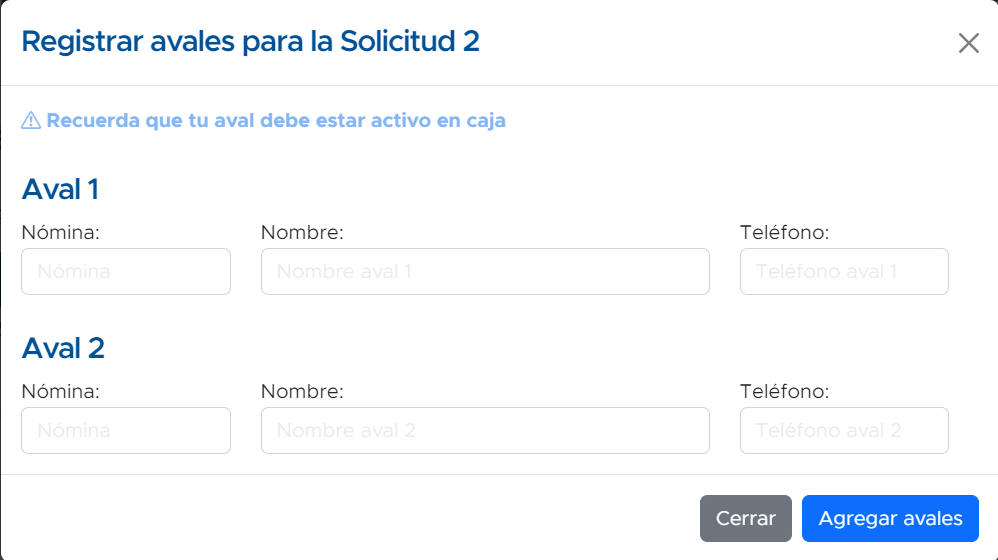 Registrar avales para la Solicitud 2
Recuerda que tu aval debe estar activo en caja
Aval 1
Nómina: Nombre: Teléfono:
Nómina Nombre aval 1 Teléfono aval 1
Aval 2
Nómina: Nombre: Teléfono:
Nómina Nombre aval 2 Teléfono aval 2
Cerrar Agregar avales